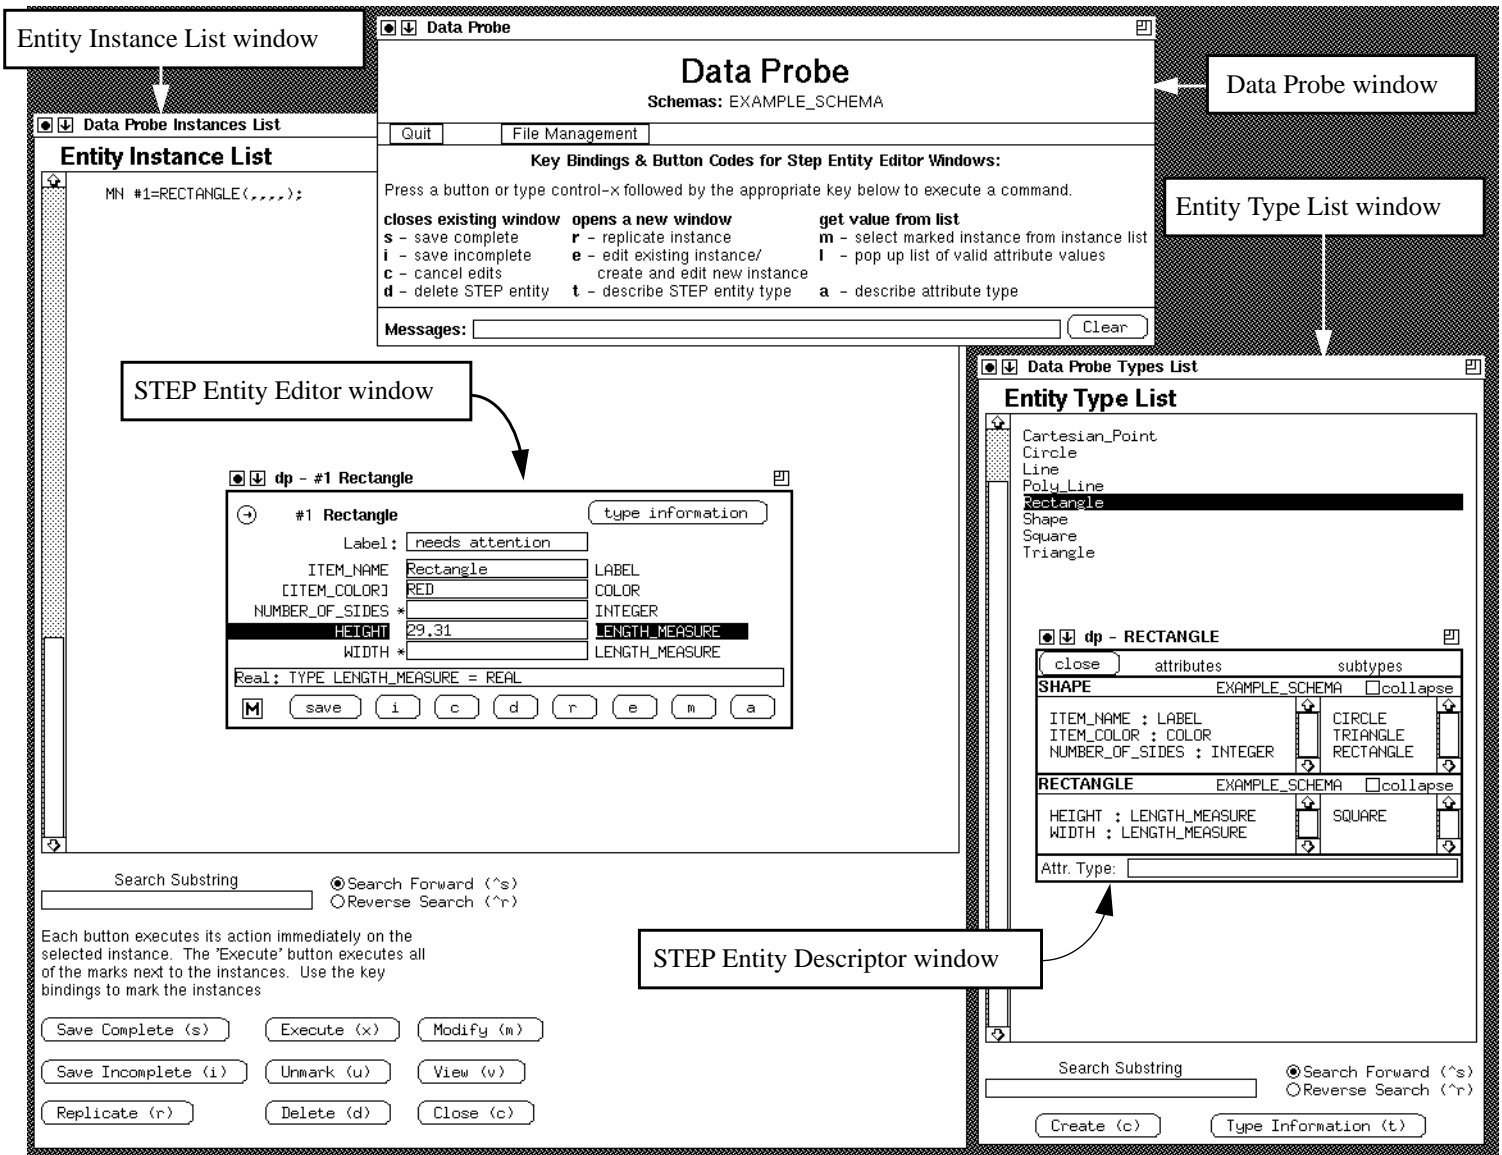 Entity Instance List window
Data Probe
Data Probe
Schemas: EXAMPLE_SCHEMA
Data Probe window
Quit
File Management
Key Bindings & Button Codes for Step Entity Editor Windows:
Press a button or type control-x followed by the appropriate key below to execute a command.
closes existing window opens a new window get value from list
s - save complete r - replicate instance m - select marked instance from instance list
i - save incomplete e - edit existing instance/ l - pop up list of valid attribute values
c - cancel edits create and edit new instance
d - delete STEP entity t - describe STEP entity type a - describe attribute type
Messages:
Clear
Data Probe Instances List
Entity Instance List
MN #1=RECTANGLE(,,,,);
Entity Type List window
STEP Entity Editor window
dp - #1 Rectangle
#1 Rectangle
type information
Label: needs attention
ITEM_NAME Rectangle LABEL
[ITEM_COLOR] RED COLOR
NUMBER_OF_SIDES * INTEGER
HEIGHT 29.31 LENGTH_MEASURE
WIDTH * LENGTH_MEASURE
Real: TYPE LENGTH_MEASURE = REAL
M save i c d r e m a
Data Probe Types List
Entity Type List
Cartesian_Point
Circle
Line
Poly_Line
Rectangle
Shape
Square
Triangle
dp - RECTANGLE
close attributes subtypes
SHAPE EXAMPLE_SCHEMA collapse
ITEM_NAME : LABEL CIRCLE
ITEM_COLOR : COLOR TRIANGLE
NUMBER_OF_SIDES : INTEGER RECTANGLE
RECTANGLE EXAMPLE_SCHEMA collapse
HEIGHT : LENGTH_MEASURE SQUARE
WIDTH : LENGTH_MEASURE
Attr. Type:
STEP Entity Descriptor window
Search Substring
Search Forward (^s)
Reverse Search (^r)
Each button executes its action immediately on the
selected instance. The 'Execute' button executes all
of the marks next to the instances. Use the key
bindings to mark the instances
Save Complete (s) Execute (x) Modify (m)
Save Incomplete (i) Unmark (u) View (v)
Replicate (r) Delete (d) Close (c)
Search Substring
Search Forward (^s)
Reverse Search (^r)
Create (c) Type Information (t)